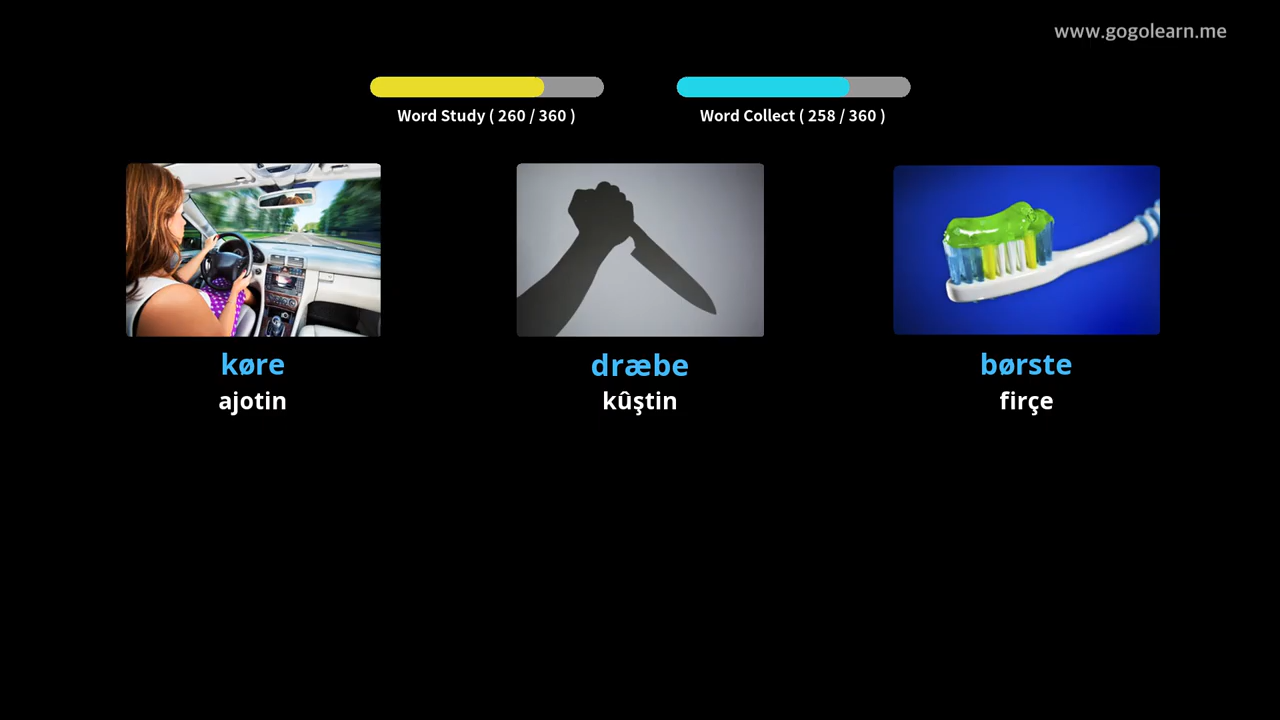 www.gogolearn.me
Word Study ( 260 / 360 )
Word Collect ( 258 / 360 )
køre
dræbe
børste
ajotin
kûştin
firçe